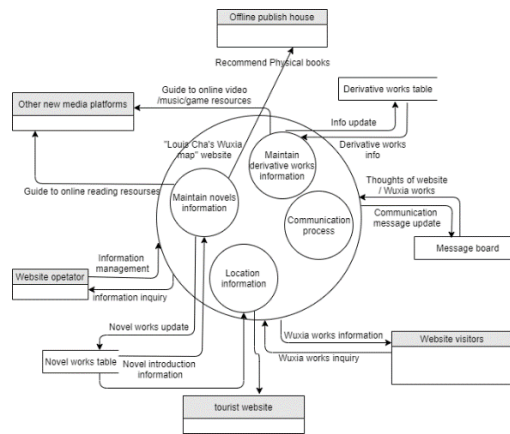 Offline publish house
Recommend Physical books
Guide to online video
/music/game resources
Other new media platforms
Derivative works table
Info update
Derivative works
info
"Louis Cha's Wuxia
map" website
Maintain
derivative works
information
Guide to online reading resourses
Maintain novels
information
Thoughts of website
/ Wuxia works
Communication
process
Communication
message update
Message board
Information
management
Location
information
Website opetator
information inquiry
Novel works update
Wuxia works information
Website visitors
Novel works table
Novel introduction
information
Wuxia works inquiry
tourist website